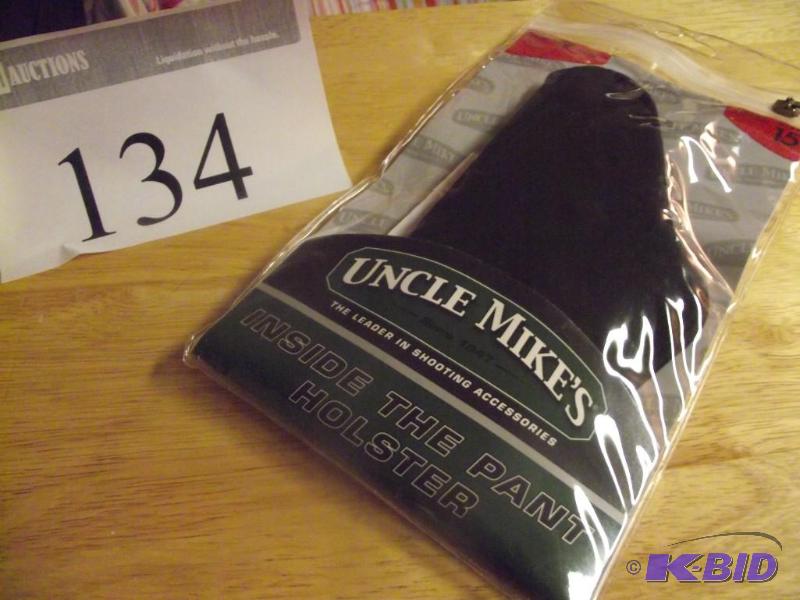 AUCTIONS
Liquidation without the hassle.
134
15
UNCLE MIKE'S
Since 1947
THE LEADER IN SHOOTING ACCESSORIES
INSIDE THE PANT
HOLSTER
© K-BID